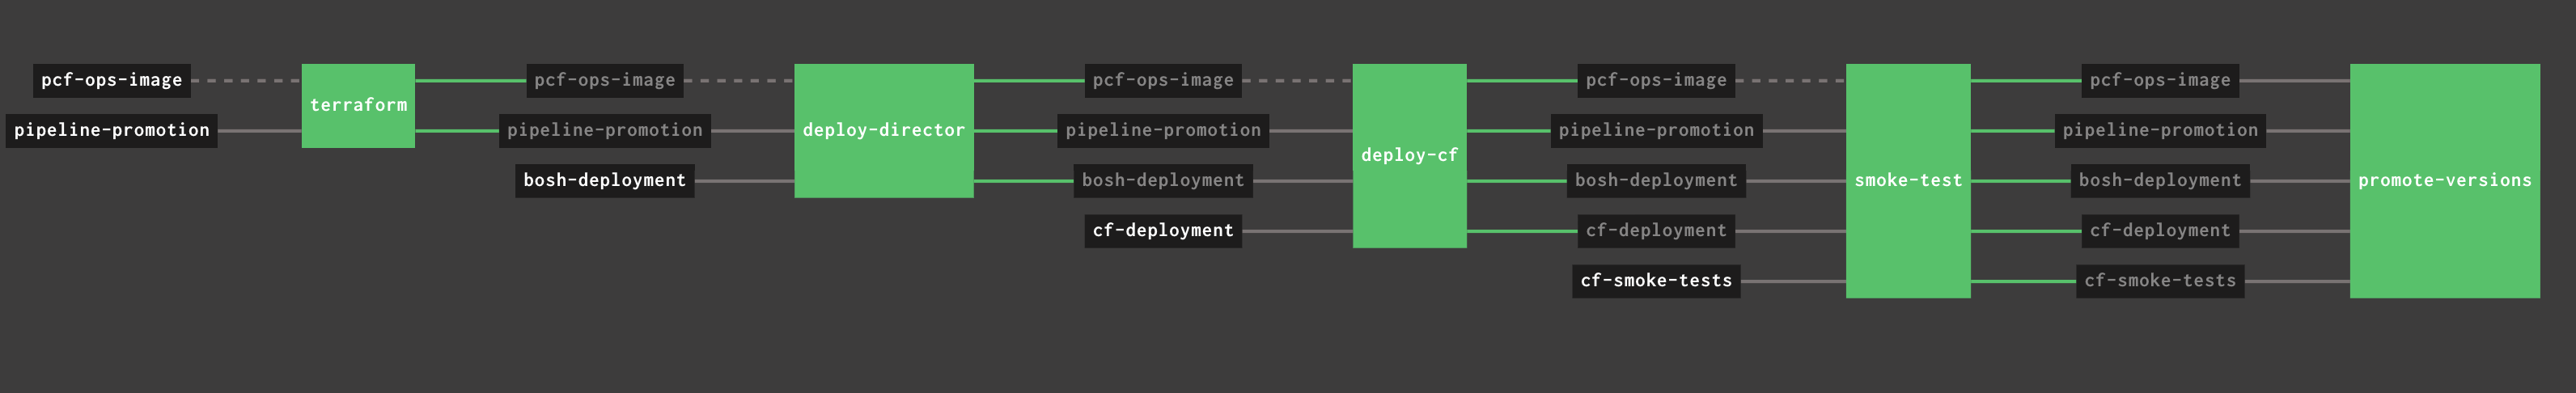 pcf-ops-image
pipeline-promotion
terraform
pcf-ops-image
pipeline-promotion
bosh-deployment
deploy-director
pcf-ops-image
pipeline-promotion
bosh-deployment
cf-deployment
deploy-cf
pcf-ops-image
pipeline-promotion
bosh-deployment
cf-deployment
cf-smoke-tests
smoke-test
pcf-ops-image
pipeline-promotion
bosh-deployment
cf-deployment
cf-smoke-tests
promote-versions